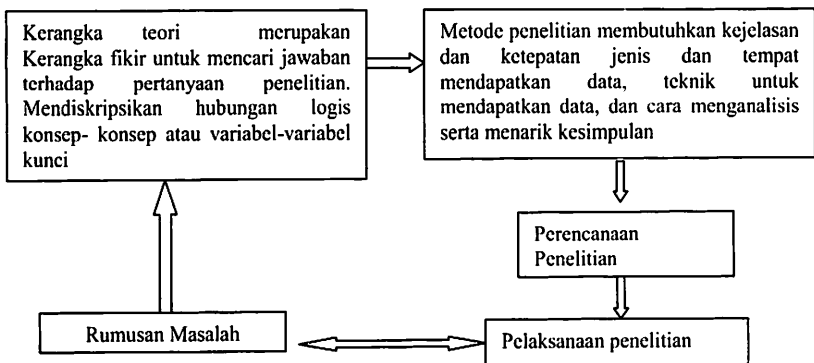 Kerangka teori merupakan
Kerangka fikir untuk mencari jawaban
terhadap pertanyaan penelitian.
Mendiskripsikan hubungan logis
konsep- konsep atau variabel-variabel
kunci
Metode penelitian membutuhkan kejelasan
dan ketepatan jenis dan tempat
mendapatkan data, teknik untuk
mendapatkan data, dan cara menganalisis
serta menarik kesimpulan
Perencanaan
Penelitian
Rumusan Masalah
Pelaksanaan penelitian